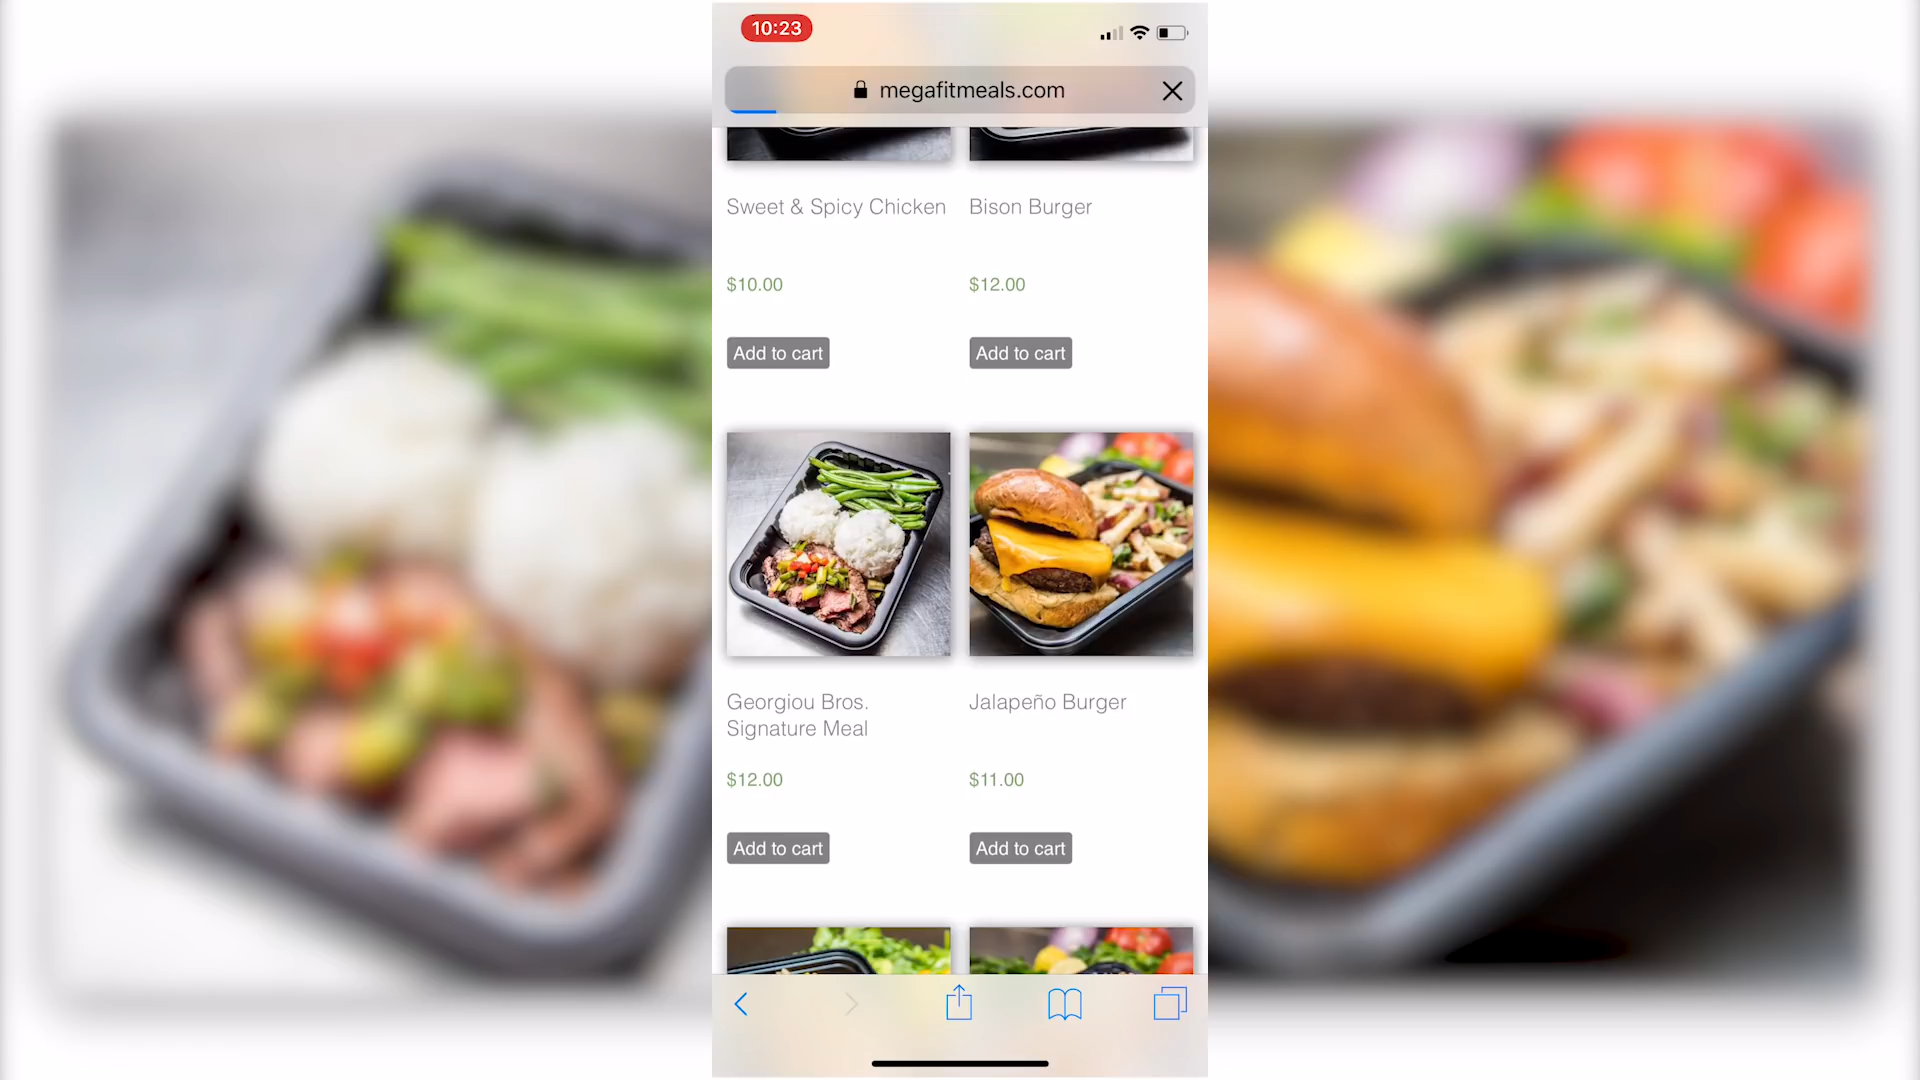 10:23
megafitmeals.com
Sweet & Spicy Chicken
Bison Burger
$10.00
$12.00
Add to cart
Add to cart
Georgiou Bros.
Signature Meal
Jalapeño Burger
$12.00
$11.00
Add to cart
Add to cart